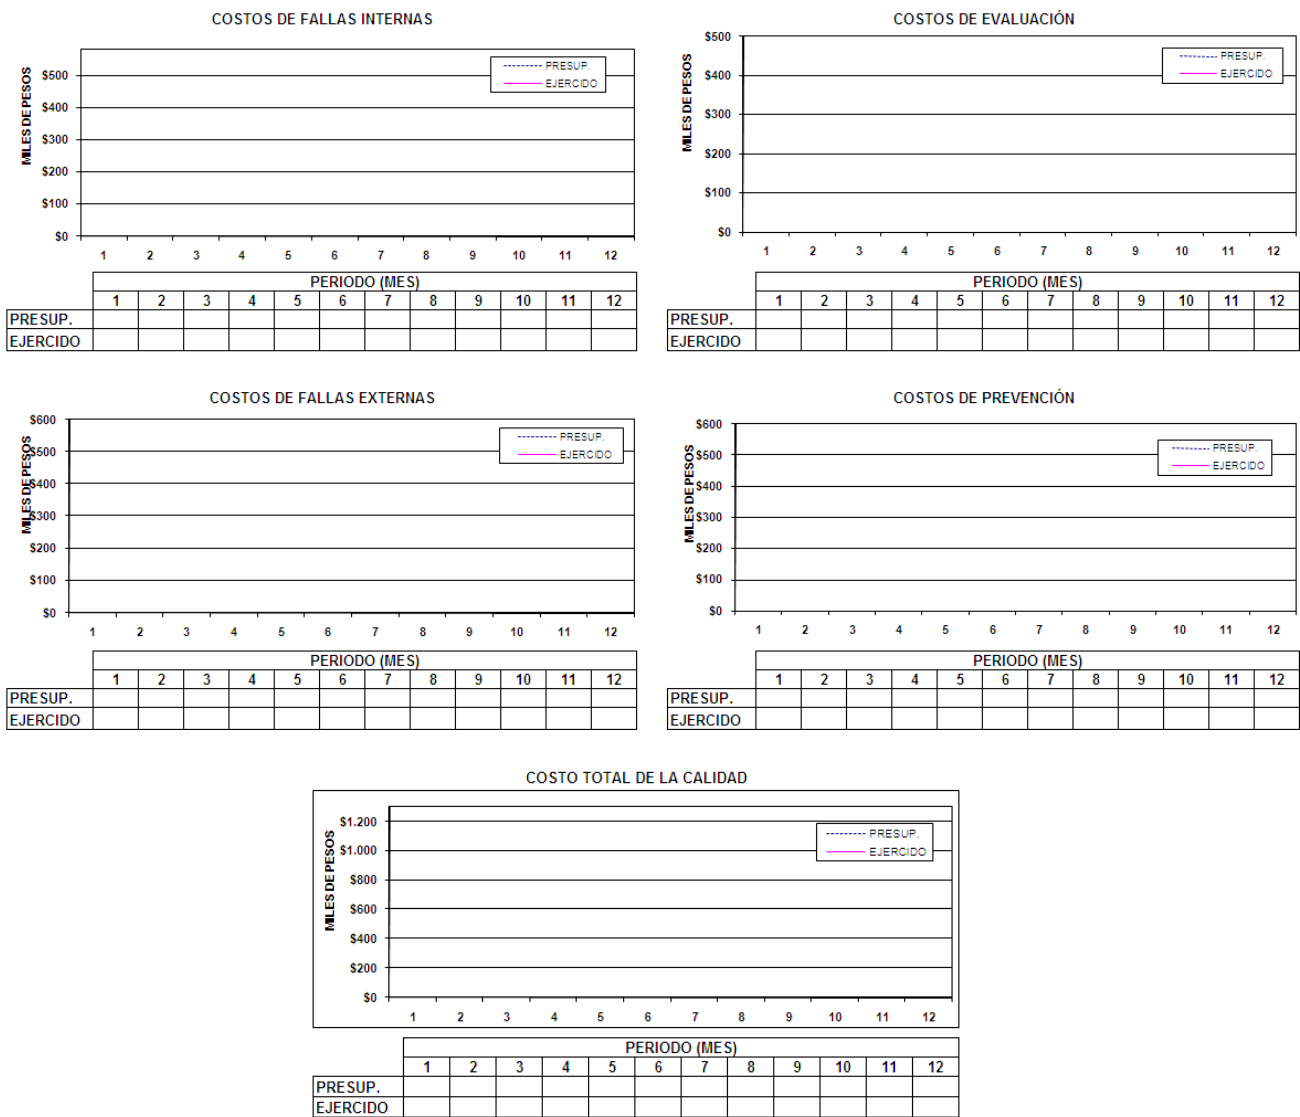 COSTOS DE FALLAS INTERNAS
MILES DE PESOS
$500
$400
$300
$200
$100
$0
PRESUP.
EJERCIDO
1 2 3 4 5 6 7 8 9 10 11 12
PERIODO (MES)
1 2 3 4 5 6 7 8 9 10 11 12
PRESUP.
EJERCIDO
COSTOS DE EVALUACIÓN
MILES DE PESOS
$500
$400
$300
$200
$100
$0
PRESUP.
EJERCIDO
1 2 3 4 5 6 7 8 9 10 11 12
PERIODO (MES)
1 2 3 4 5 6 7 8 9 10 11 12
PRESUP.
EJERCIDO
COSTOS DE FALLAS EXTERNAS
MILES DE PESOS
$600
$500
$400
$300
$200
$100
$0
PRESUP.
EJERCIDO
1 2 3 4 5 6 7 8 9 10 11 12
PERIODO (MES)
1 2 3 4 5 6 7 8 9 10 11 12
PRESUP.
EJERCIDO
COSTOS DE PREVENCIÓN
MILES DE PESOS
$600
$500
$400
$300
$200
$100
$0
PRESUP.
EJERCIDO
1 2 3 4 5 6 7 8 9 10 11 12
PERIODO (MES)
1 2 3 4 5 6 7 8 9 10 11 12
PRESUP.
EJERCIDO
COSTO TOTAL DE LA CALIDAD
MILES DE PESOS
$1.200
$1.000
$800
$600
$400
$200
$0
PRESUP.
EJERCIDO
1 2 3 4 5 6 7 8 9 10 11 12
PERIODO (MES)
1 2 3 4 5 6 7 8 9 10 11 12
PRESUP.
EJERCIDO